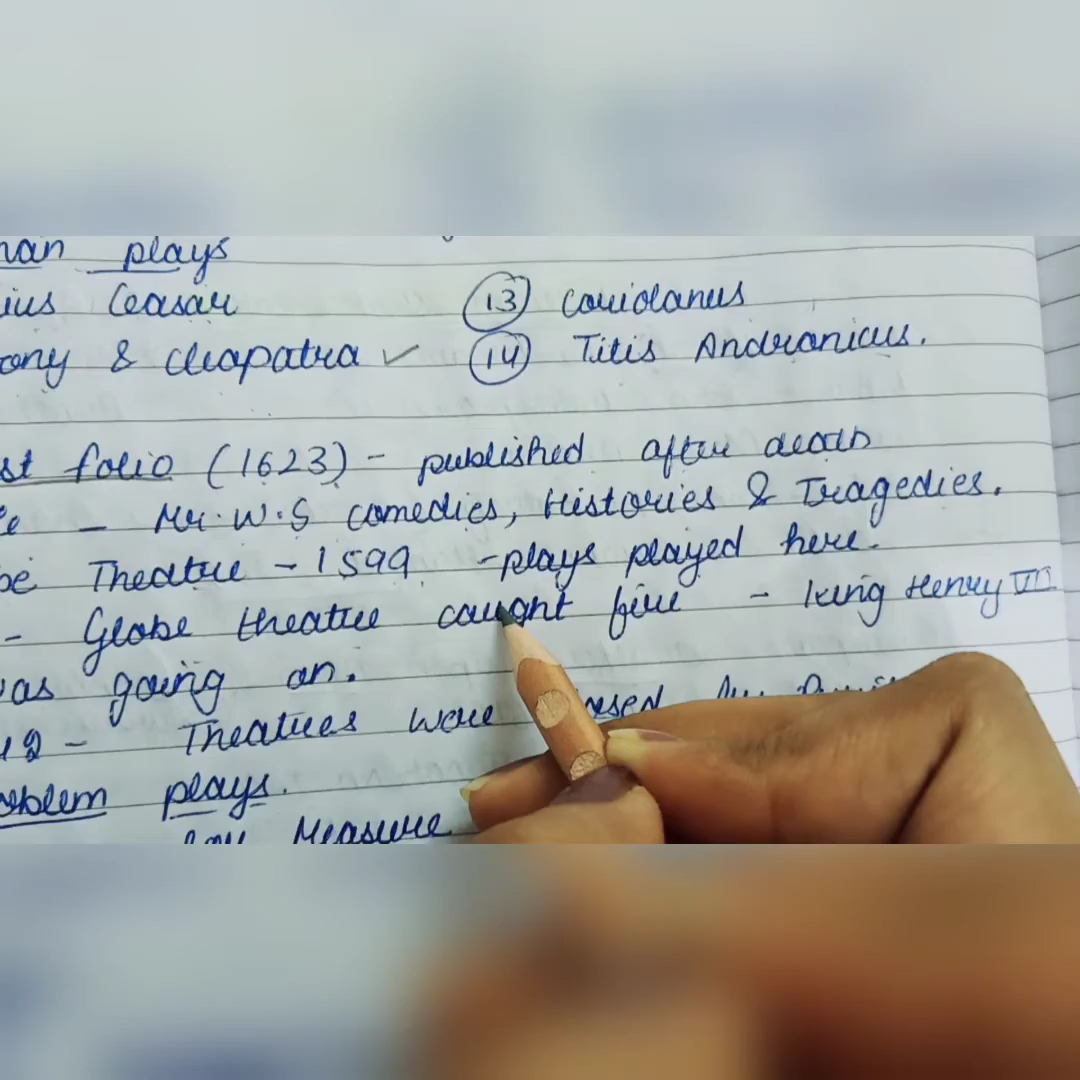 plays
Ceasar (13) Coriolanus
& Cleopatra ✓ (14) Titis Andronicus.
folio (1623) - published after death
- Mr. W. S comedies, Histories & Tragedies.
Theatre - 1599 - plays played here.
- Globe theatre caught fire - King Henry VIII
going on.
- Theatres were
plays.
Measure